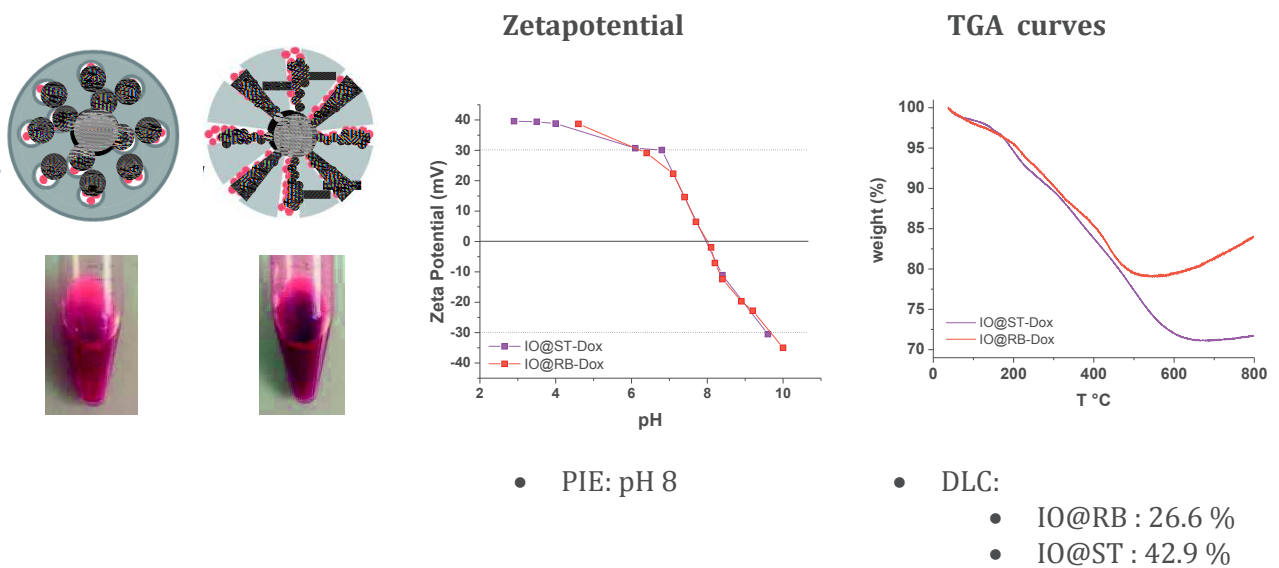 Zetapotential
TGA curves
40
30
20
10
0
-10
-20
-30
-40
Zeta Potential (mV)
IO@ST-Dox
IO@RB-Dox
2
4
6
8
10
pH
100
95
90
85
80
75
70
weight (%)
IO@ST-Dox
IO@RB-Dox
0
200
400
600
800
T °C
• PIE: pH 8
• DLC:
• IO@RB : 26.6 %
• IO@ST : 42.9 %